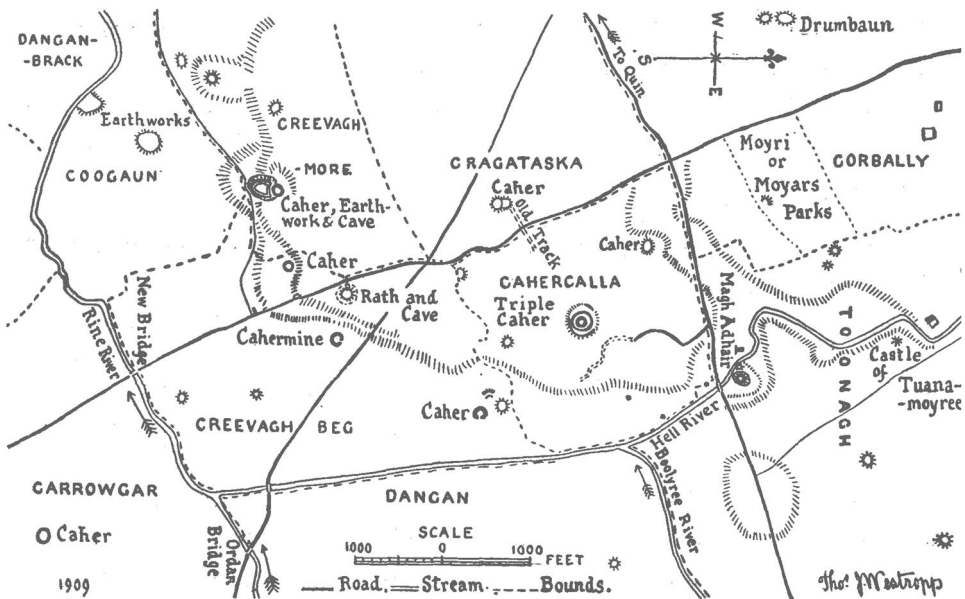 DANGAN-
-BRACK
Earthworks
COOGAUN
CREEVAGH
-MORE
Caher, Earth-
work & Cave
Caher
Rath and
Cave
Cahermine
CRAGATASKA
Caher
Old Track
CAHERCALLA
Triple
Caher
Caher
To Quin
W
S
E
Drumbaun
Moyri
or
Moyars
Parks
CORBALLY
Magh Adhair
TOONAGH
Castle
of
Tuana-
-moyree
New Bridge
Rine River
CREEVAGH BEG
Caher
Hell River
Boolyree River
GARROWGAR
Caher
Ordan
Bridge
DANGAN
SCALE
1000 0 1000
FEET
Road. Stream. Bounds.
1909
Thos. J. Westropp